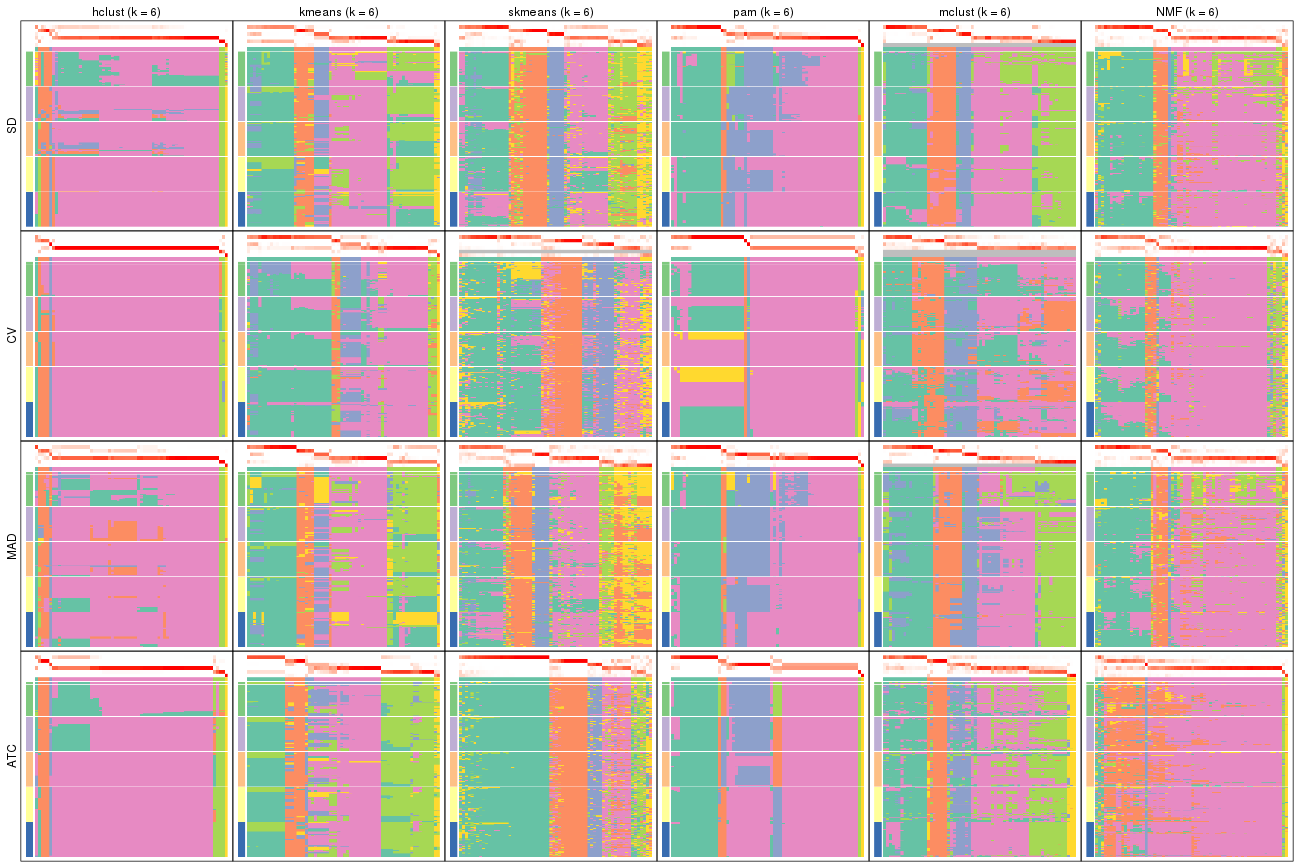 hclust (k = 6)
kmeans (k = 6)
skmeans (k = 6)
pam (k = 6)
mclust (k = 6)
NMF (k = 6)
SD
CV
MAD
ATC